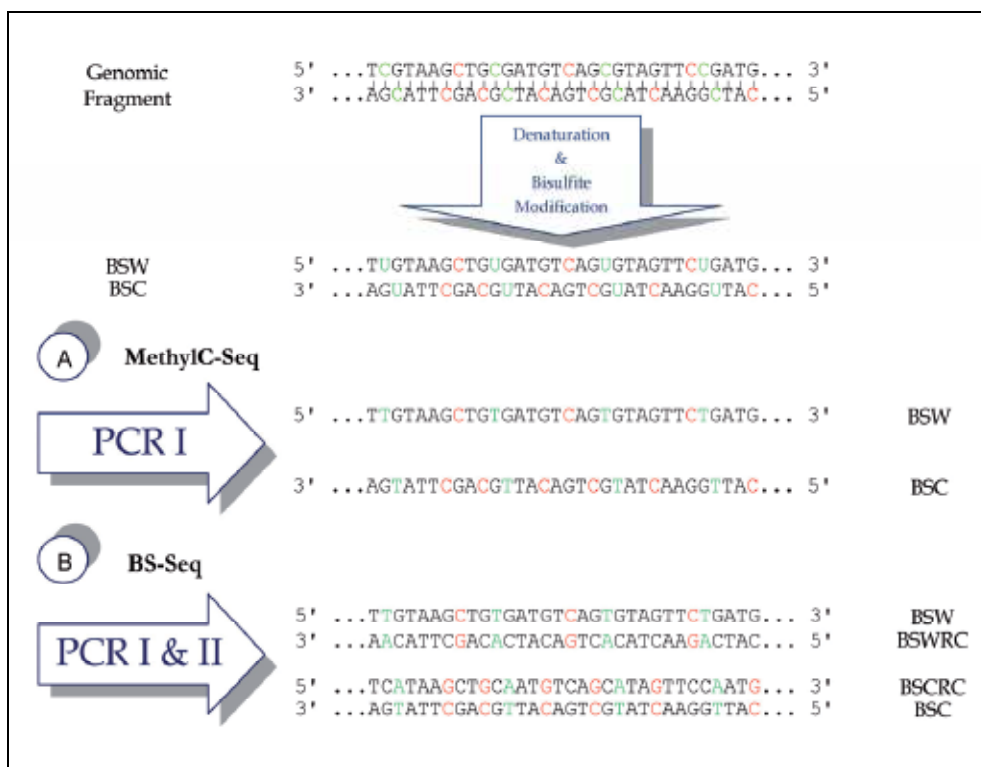 Genomic Fragment
5' ...TCGTAAGCTGCGATGTCAGCGTAGTTCCGATG... 3'
3' ...AGCATTCGACGCTACAGTCGCATCAAGGCTAC... 5'
Denaturation
&
Bisulfite
Modification
BSW 5' ...TUGTAAGCTGUGATGTCAGUGTAGTTCUGATG... 3'
BSC 3' ...AGUATTCGACGUTACAGTCGUATCAAGGUTAC... 5'
A MethylC-Seq
PCR I
5' ...TTGTAAGCTGTGATGTCAGTGTAGTTCTGATG... 3' BSW
3' ...AGTATTCGACGTTACAGTCGTATCAAGGTTAC... 5' BSC
B BS-Seq
PCR I & II
5' ...TTGTAAGCTGTGATGTCAGTGTAGTTCTGATG... 3' BSW
3' ...AACATTCGACACTACAGTCACATCAAGACTAC... 5' BSWRC
5' ...TCATAAGCTGCAATGTCAGCATAGTTCCAATG 3' BSCRC
3' ...AGTATTCGACGTTACAGTCGTATCAAGGTTAC... 5' BSC